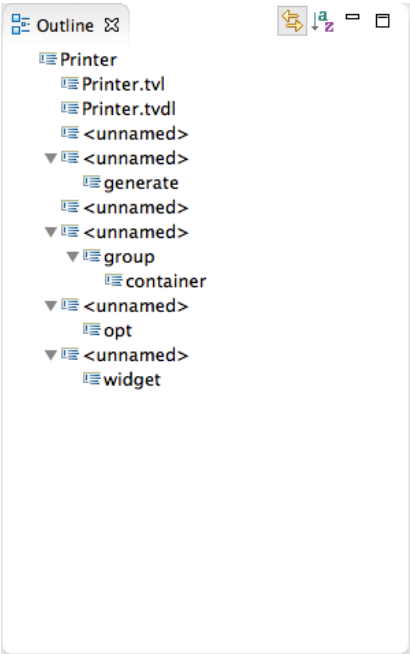 Outline
Printer
Printer.tvl
Printer.tvdl
<unnamed>
<unnamed>
generate
<unnamed>
<unnamed>
group
container
<unnamed>
opt
<unnamed>
widget